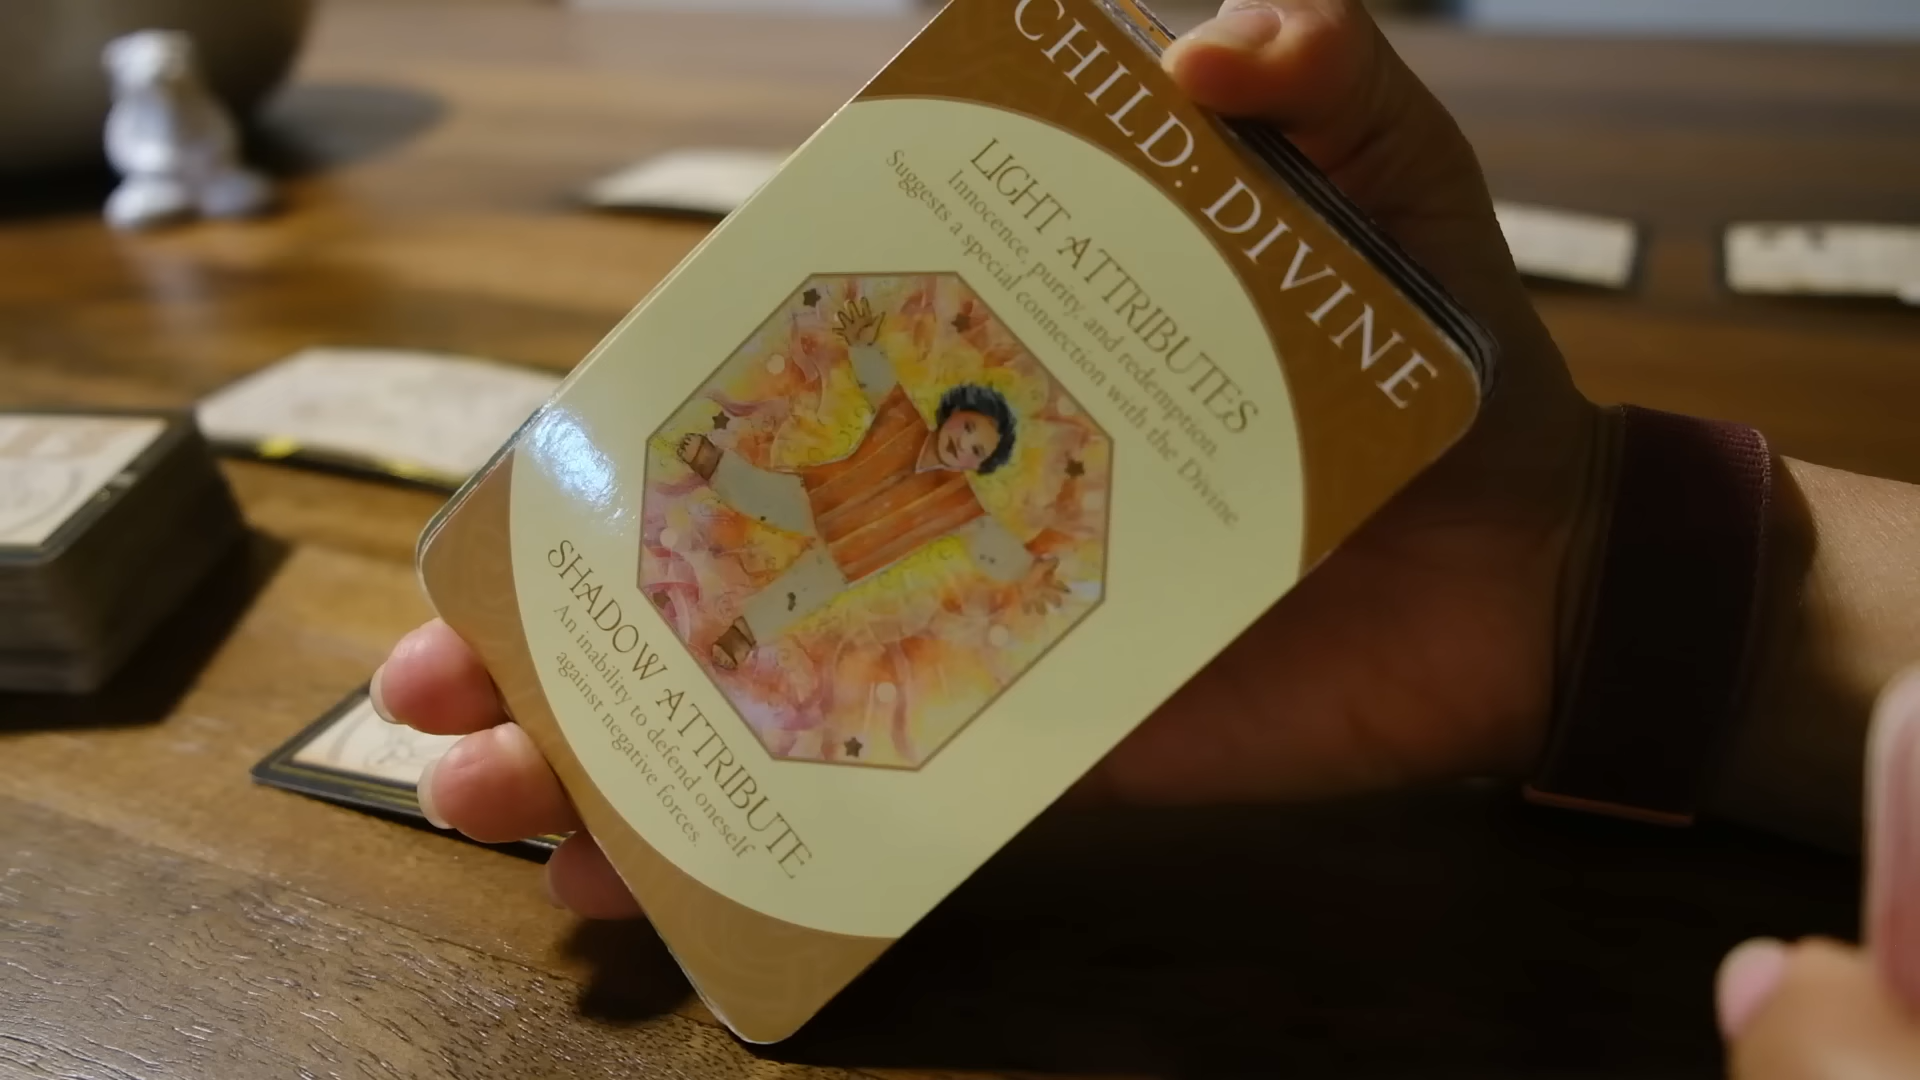 CHILD: DIVINE
LIGHT ATTRIBUTES
Innocence, purity, and redemption.
Suggests a special connection with the Divine
SHADOW ATTRIBUTE
An inability to defend oneself
against negative forces.